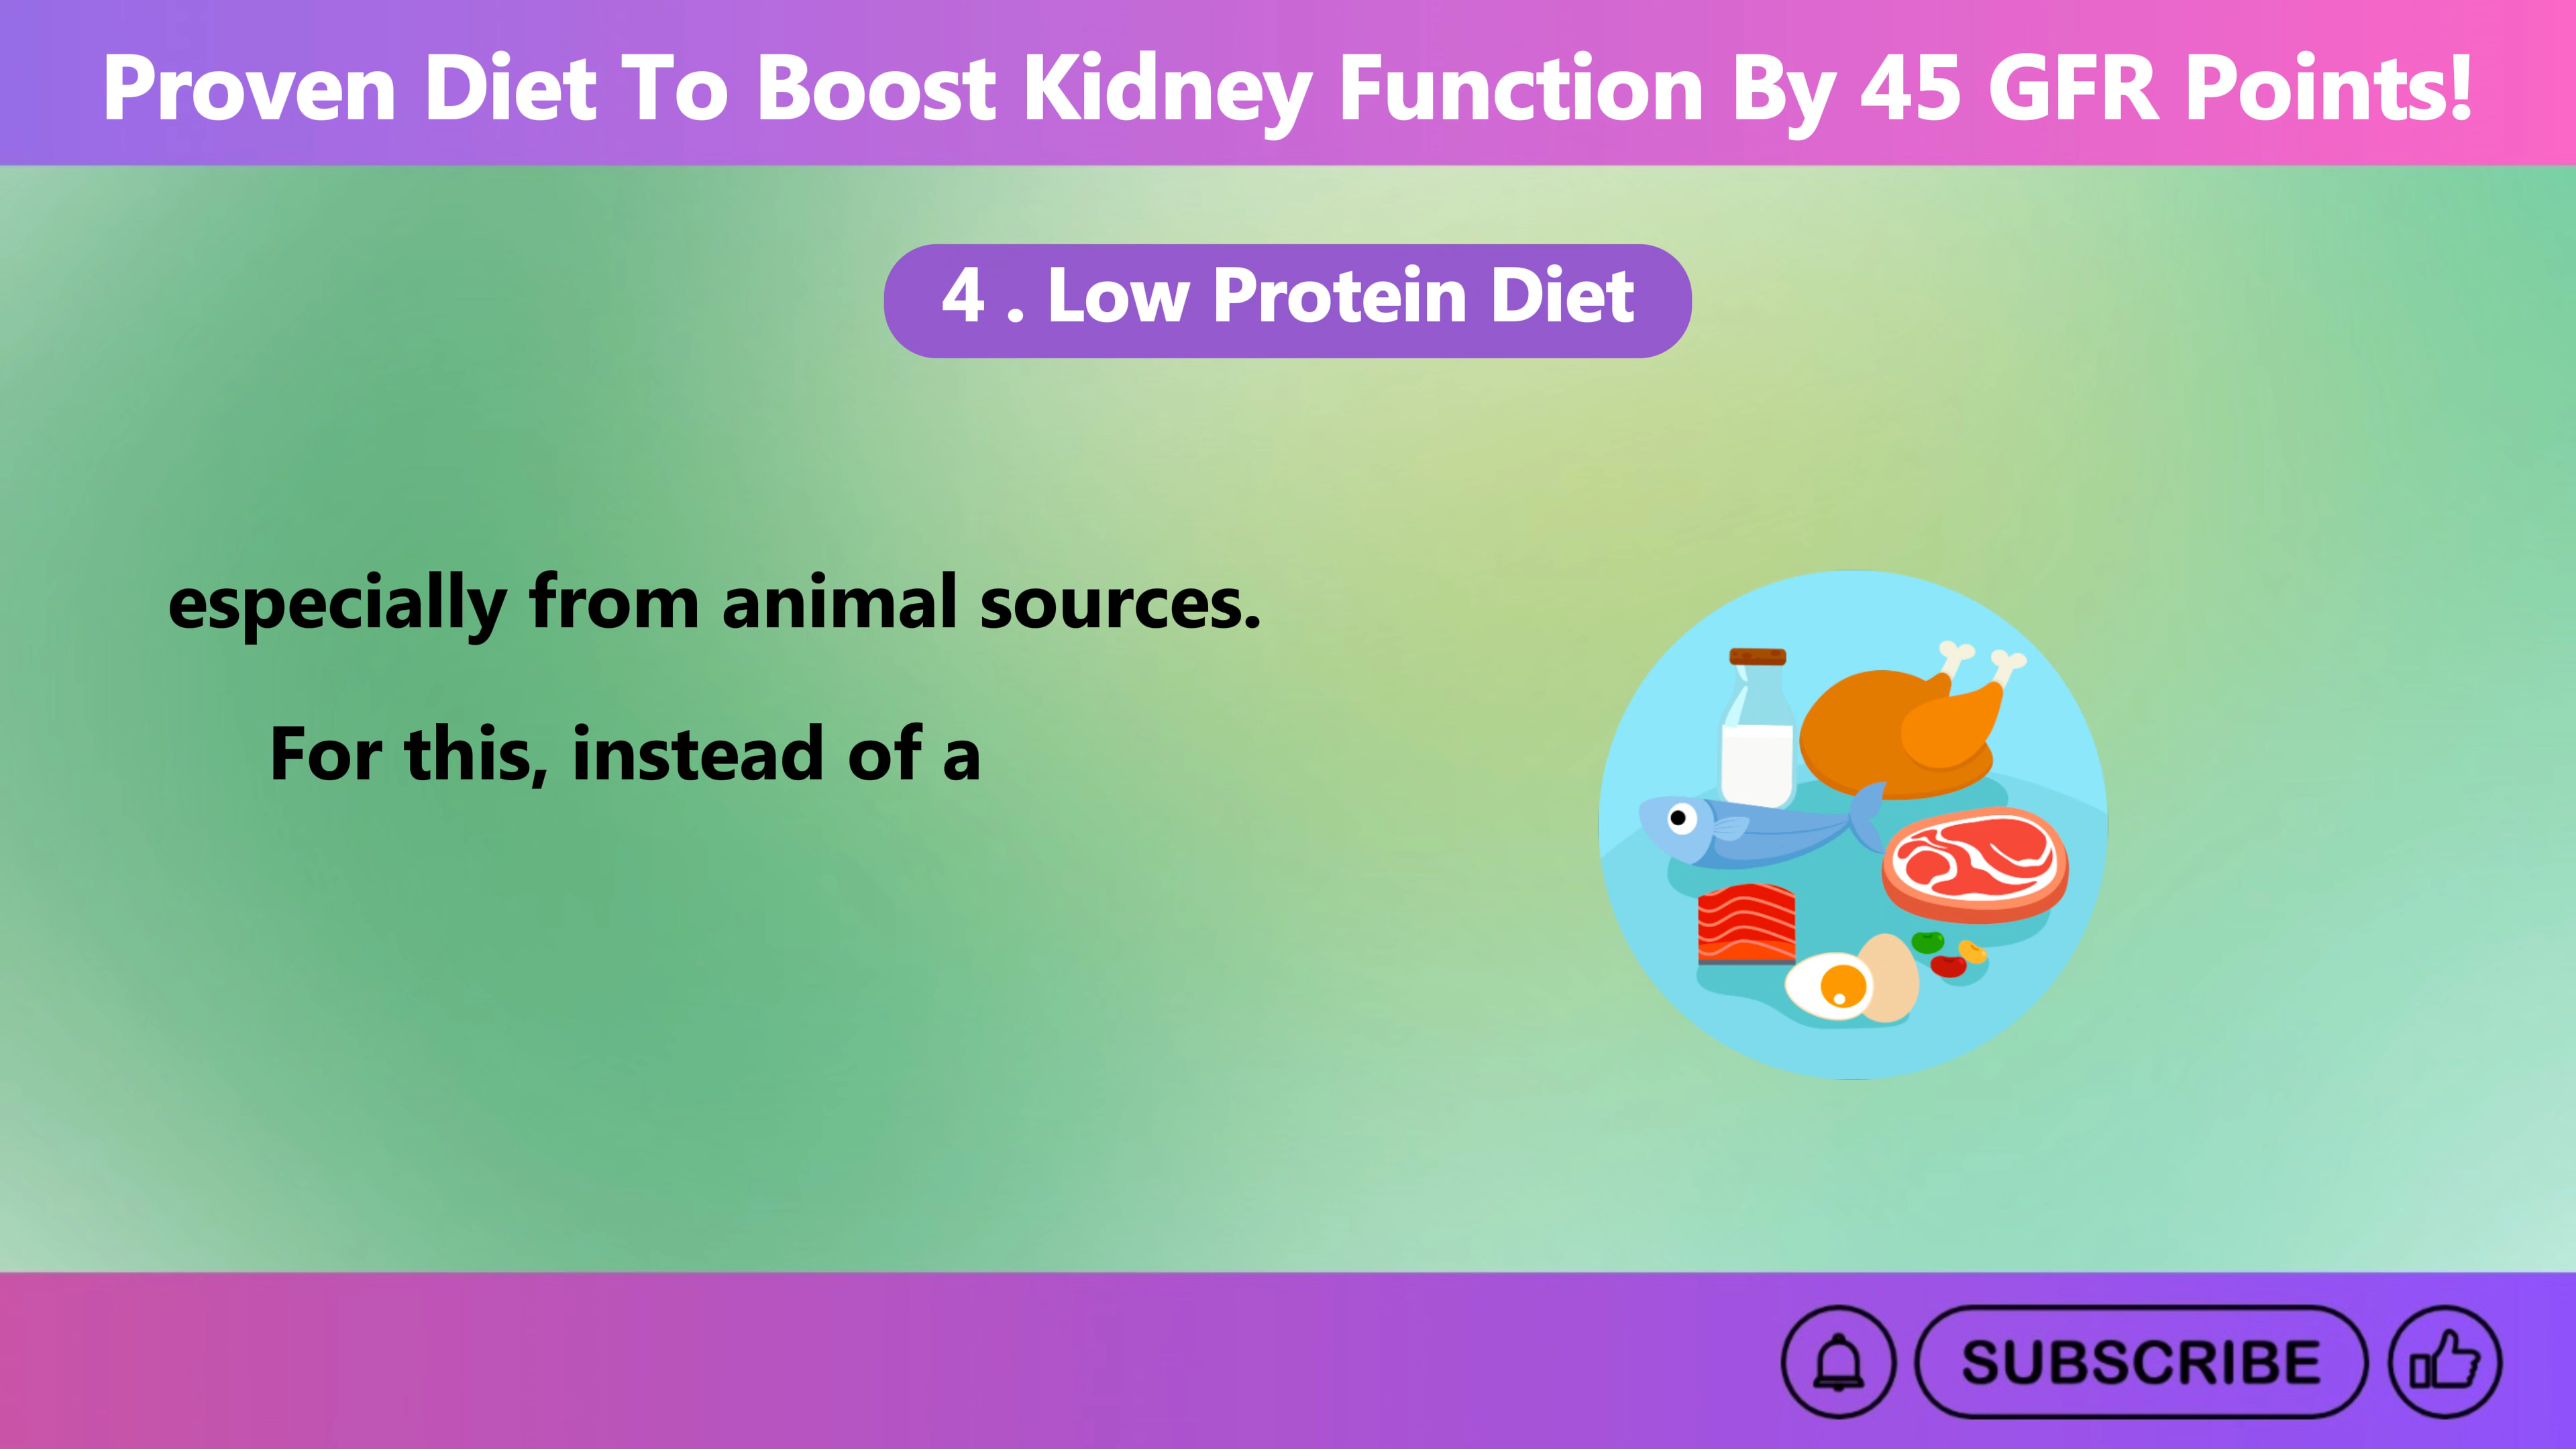 Proven Diet To Boost Kidney Function By 45 GFR Points!
4 . Low Protein Diet
especially from animal sources.
For this, instead of a
SUBSCRIBE